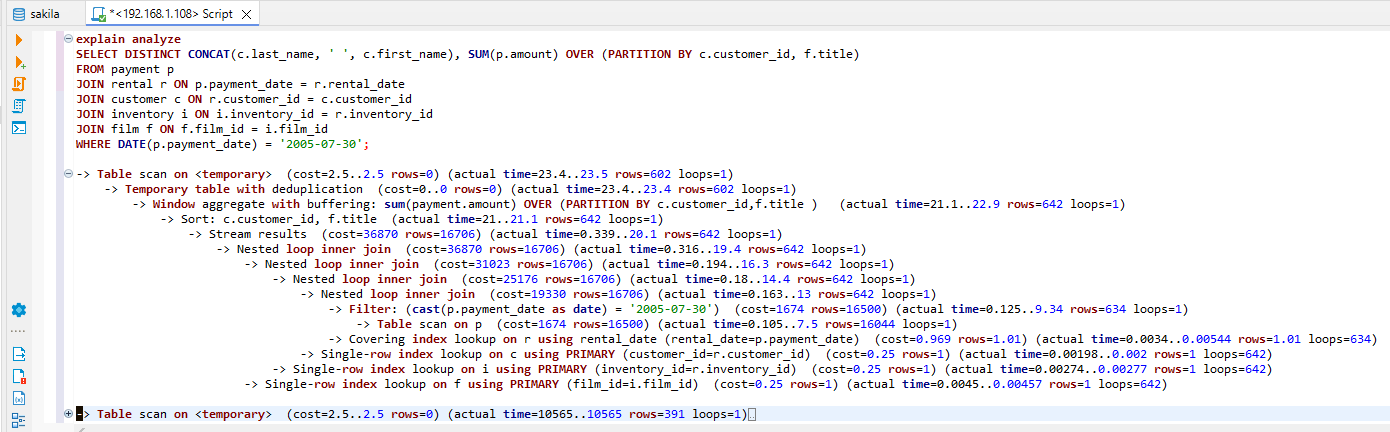 sakila
*<192.168.1.108> Script
explain analyze
SELECT DISTINCT CONCAT(c.last_name, ' ', c.first_name), SUM(p.amount) OVER (PARTITION BY c.customer_id, f.title)
FROM payment p
JOIN rental r ON p.payment_date = r.rental_date
JOIN customer c ON r.customer_id = c.customer_id
JOIN inventory i ON i.inventory_id = r.inventory_id
JOIN film f ON f.film_id = i.film_id
WHERE DATE(p.payment_date) = '2005-07-30';
-> Table scan on <temporary>  (cost=2.5..2.5 rows=0) (actual time=23.4..23.5 rows=602 loops=1)
-> Temporary table with deduplication  (cost=0..0 rows=0) (actual time=23.4..23.4 rows=602 loops=1)
-> Window aggregate with buffering: sum(payment.amount) OVER (PARTITION BY c.customer_id,f.title )   (actual time=21.1..22.9 rows=642 loops=1)
-> Sort: c.customer_id, f.title  (actual time=21..21.1 rows=642 loops=1)
-> Stream results  (cost=36870 rows=16706) (actual time=0.339..20.1 rows=642 loops=1)
-> Nested loop inner join  (cost=36870 rows=16706) (actual time=0.316..19.4 rows=642 loops=1)
-> Nested loop inner join  (cost=31023 rows=16706) (actual time=0.194..16.3 rows=642 loops=1)
-> Nested loop inner join  (cost=25176 rows=16706) (actual time=0.18..14.4 rows=642 loops=1)
-> Nested loop inner join  (cost=19330 rows=16706) (actual time=0.163..13 rows=642 loops=1)
-> Filter: (cast(p.payment_date as date) = '2005-07-30')  (cost=1674 rows=16500) (actual time=0.125..9.34 rows=634 loops=1)
-> Table scan on p  (cost=1674 rows=16500) (actual time=0.105..7.5 rows=16044 loops=1)
-> Covering index lookup on r using rental_date (rental_date=p.payment_date)  (cost=0.969 rows=1.01) (actual time=0.0034..0.00544 rows=1.01 loops=634)
-> Single-row index lookup on c using PRIMARY (customer_id=r.customer_id)  (cost=0.25 rows=1) (actual time=0.00198..0.002 rows=1 loops=642)
-> Single-row index lookup on i using PRIMARY (inventory_id=r.inventory_id)  (cost=0.25 rows=1) (actual time=0.00274..0.00277 rows=1 loops=642)
-> Single-row index lookup on f using PRIMARY (film_id=i.film_id)  (cost=0.25 rows=1) (actual time=0.0045..0.00457 rows=1 loops=642)
-> Table scan on <temporary>  (cost=2.5..2.5 rows=0) (actual time=10565..10565 rows=391 loops=1)